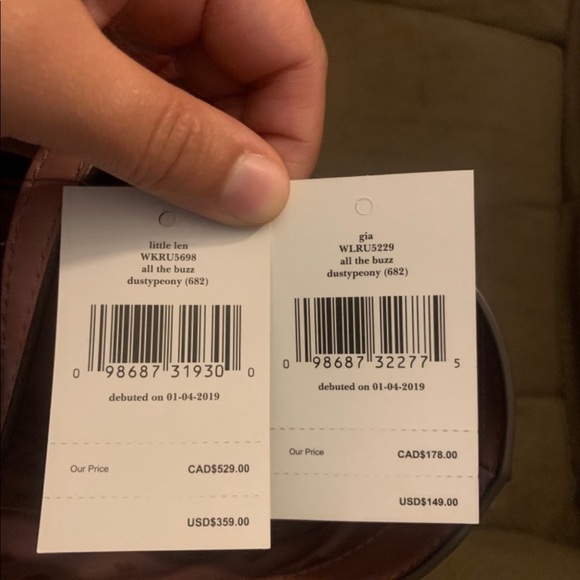 little len
WKRU5698
all the buzz
dustypeony (682)
0 98687 31930 0
debuted on 01-04-2019
Our Price CAD$529.00
USD$359.00
gia
WLRU5229
all the buzz
dustypeony (682)
0 98687 32277 5
debuted on 01-04-2019
Our Price CAD$178.00
USD$149.00